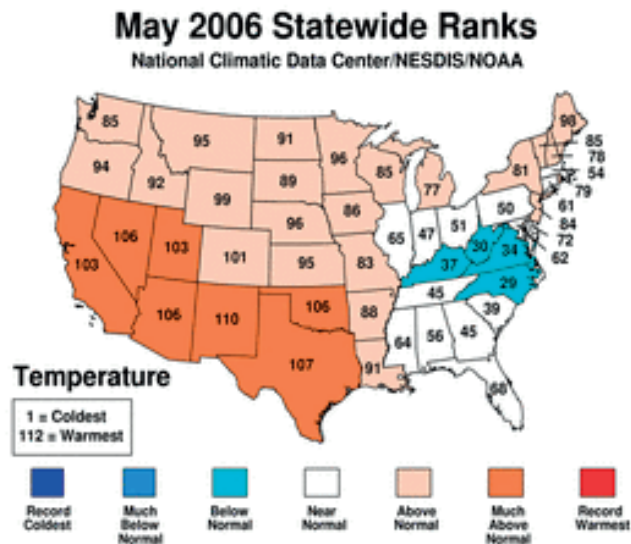 May 2006 Statewide Ranks
National Climatic Data Center/NESDIS/NOAA
85
95
91
96
98
94
92
99
89
85
77
81
85
78
54
79
106
103
103
101
96
86
65
47
51
50
61
84
72
62
95
83
37
30
34
106
110
106
88
45
29
39
107
91
64
56
45
68
Temperature
1 = Coldest
112 = Warmest
Record
Coldest
Much
Below
Normal
Below
Normal
Near
Normal
Above
Normal
Much
Above
Normal
Record
Warmest